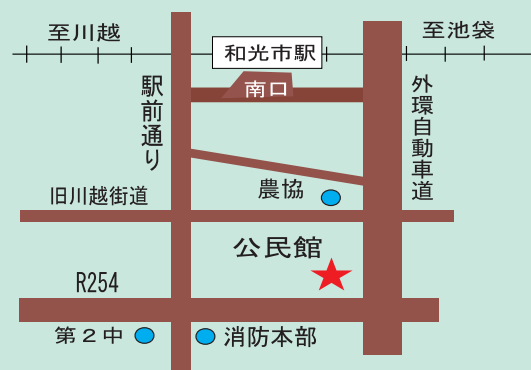 至川越
和光市駅
至池袋
南口
駅前通り
外環自動車道
農協
旧川越街道
公民館
R254
第２中
消防本部